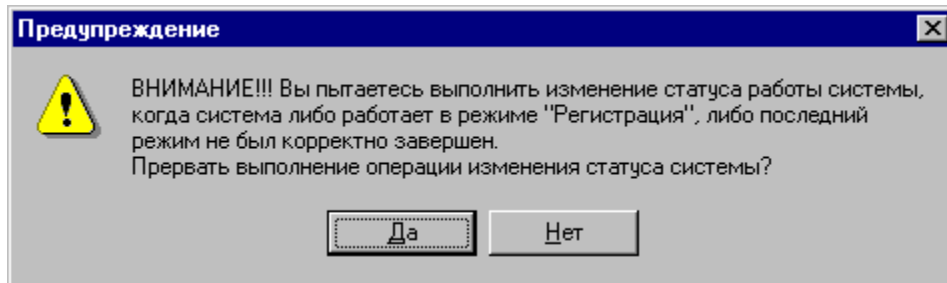 Предупреждение
ВНИМАНИЕ!!! Вы пытаетесь выполнить изменение статуса работы системы,
когда система либо работает в режиме "Регистрация", либо последний
режим не был корректно завершен.
Прервать выполнение операции изменения статуса системы?
Да
Нет